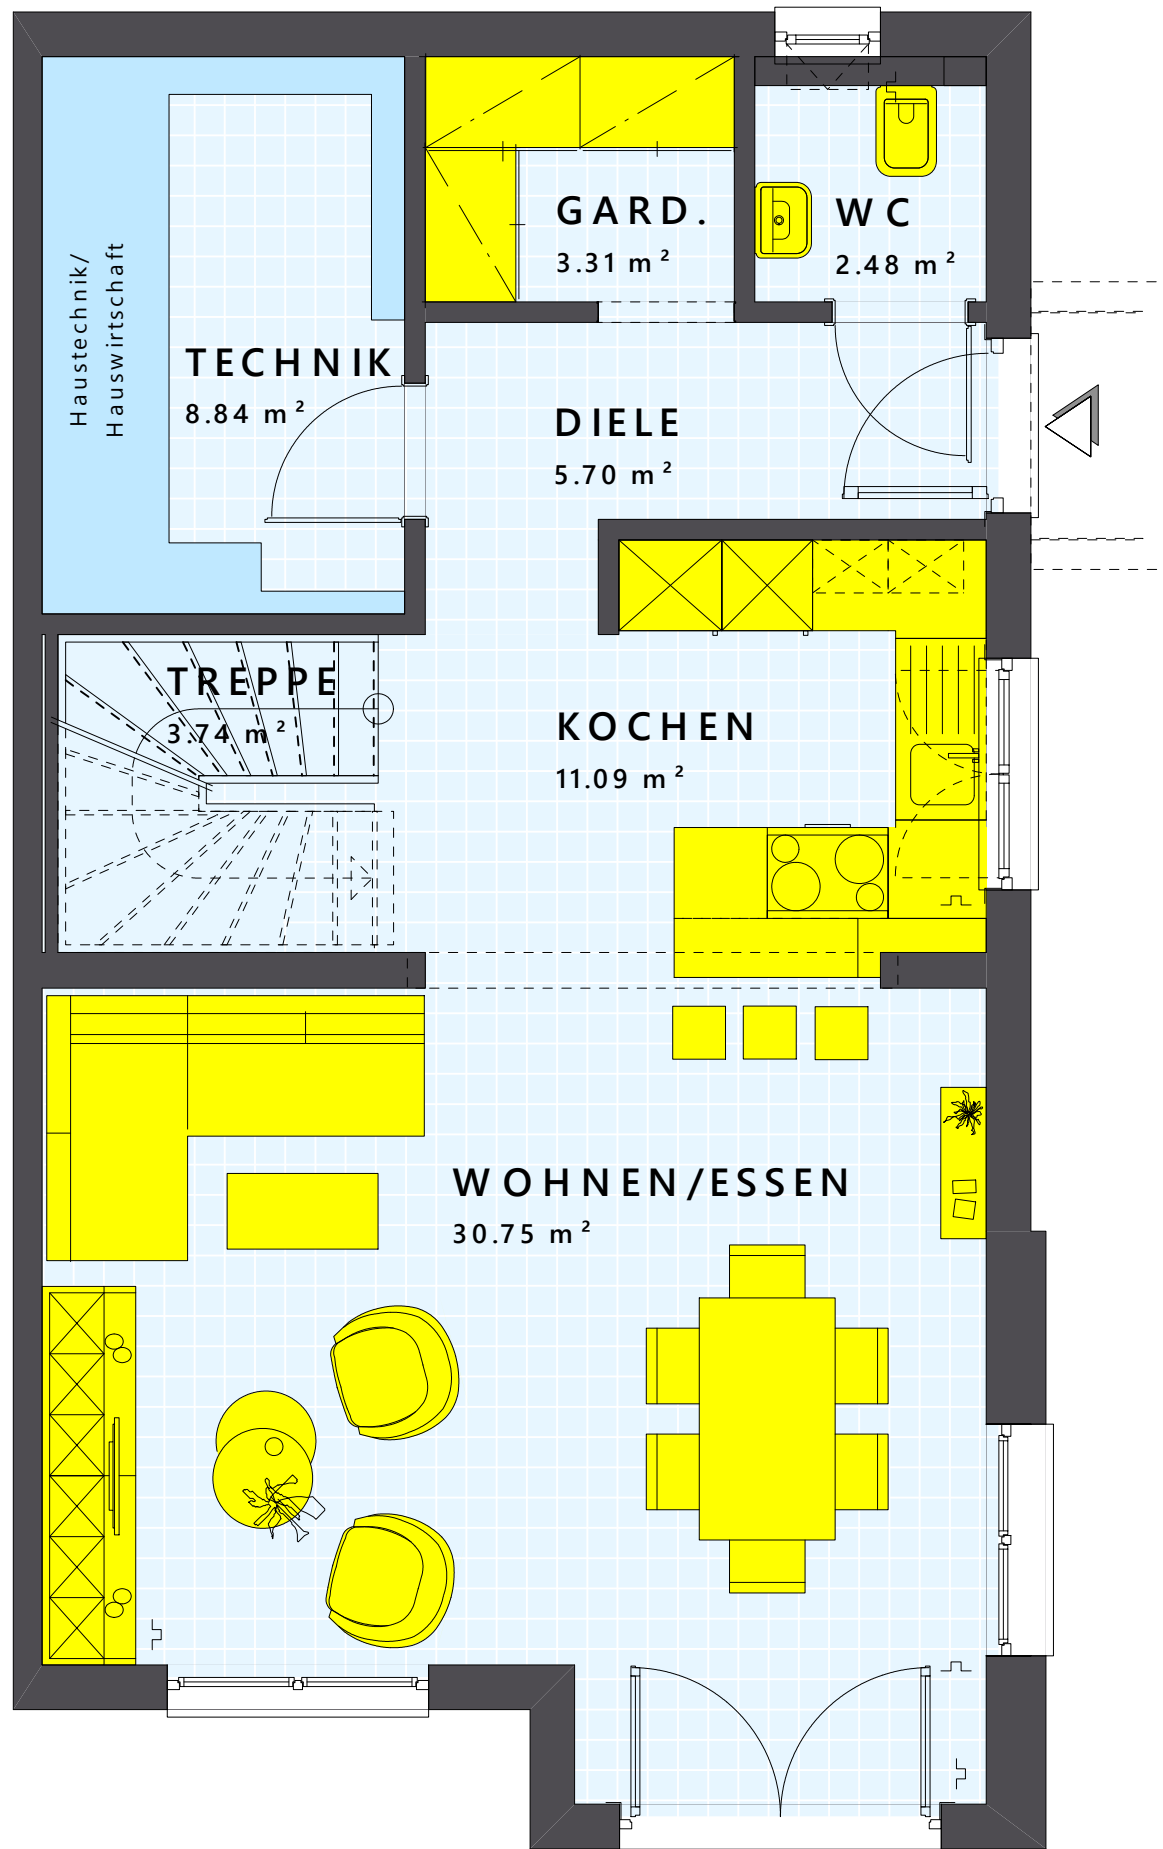 GARD.
3.31 m²
WC
2.48 m²
Haustechnik/
Hauswirtschaft
TECHNIK
8.84 m²
DIELE
5.70 m²
TREPPE
3.74 m²
KOCHEN
11.09 m²
WOHNEN/ESSEN
30.75 m²